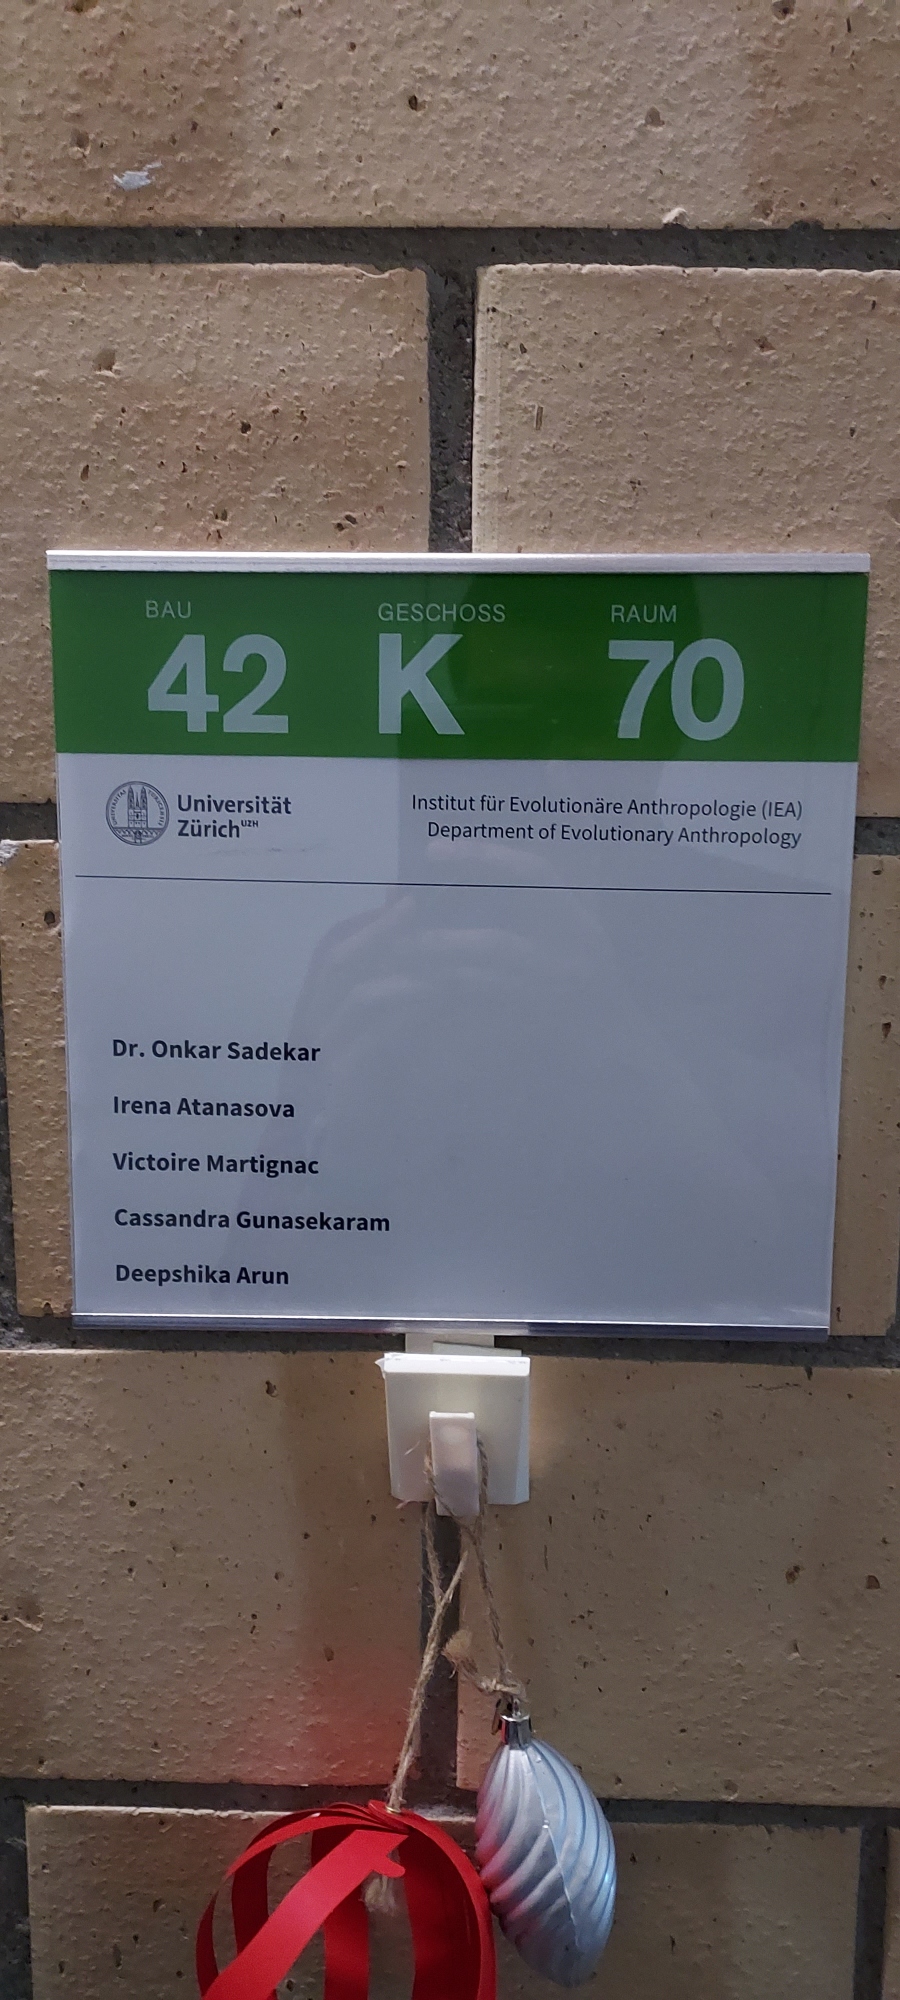 BAU GESCHOSS RAUM
42 K 70
Universität
Zürich UZH
Institut für Evolutionäre Anthropologie (IEA)
Department of Evolutionary Anthropology
Dr. Onkar Sadekar
Irena Atanasova
Victoire Martignac
Cassandra Gunasekaram
Deepshika Arun